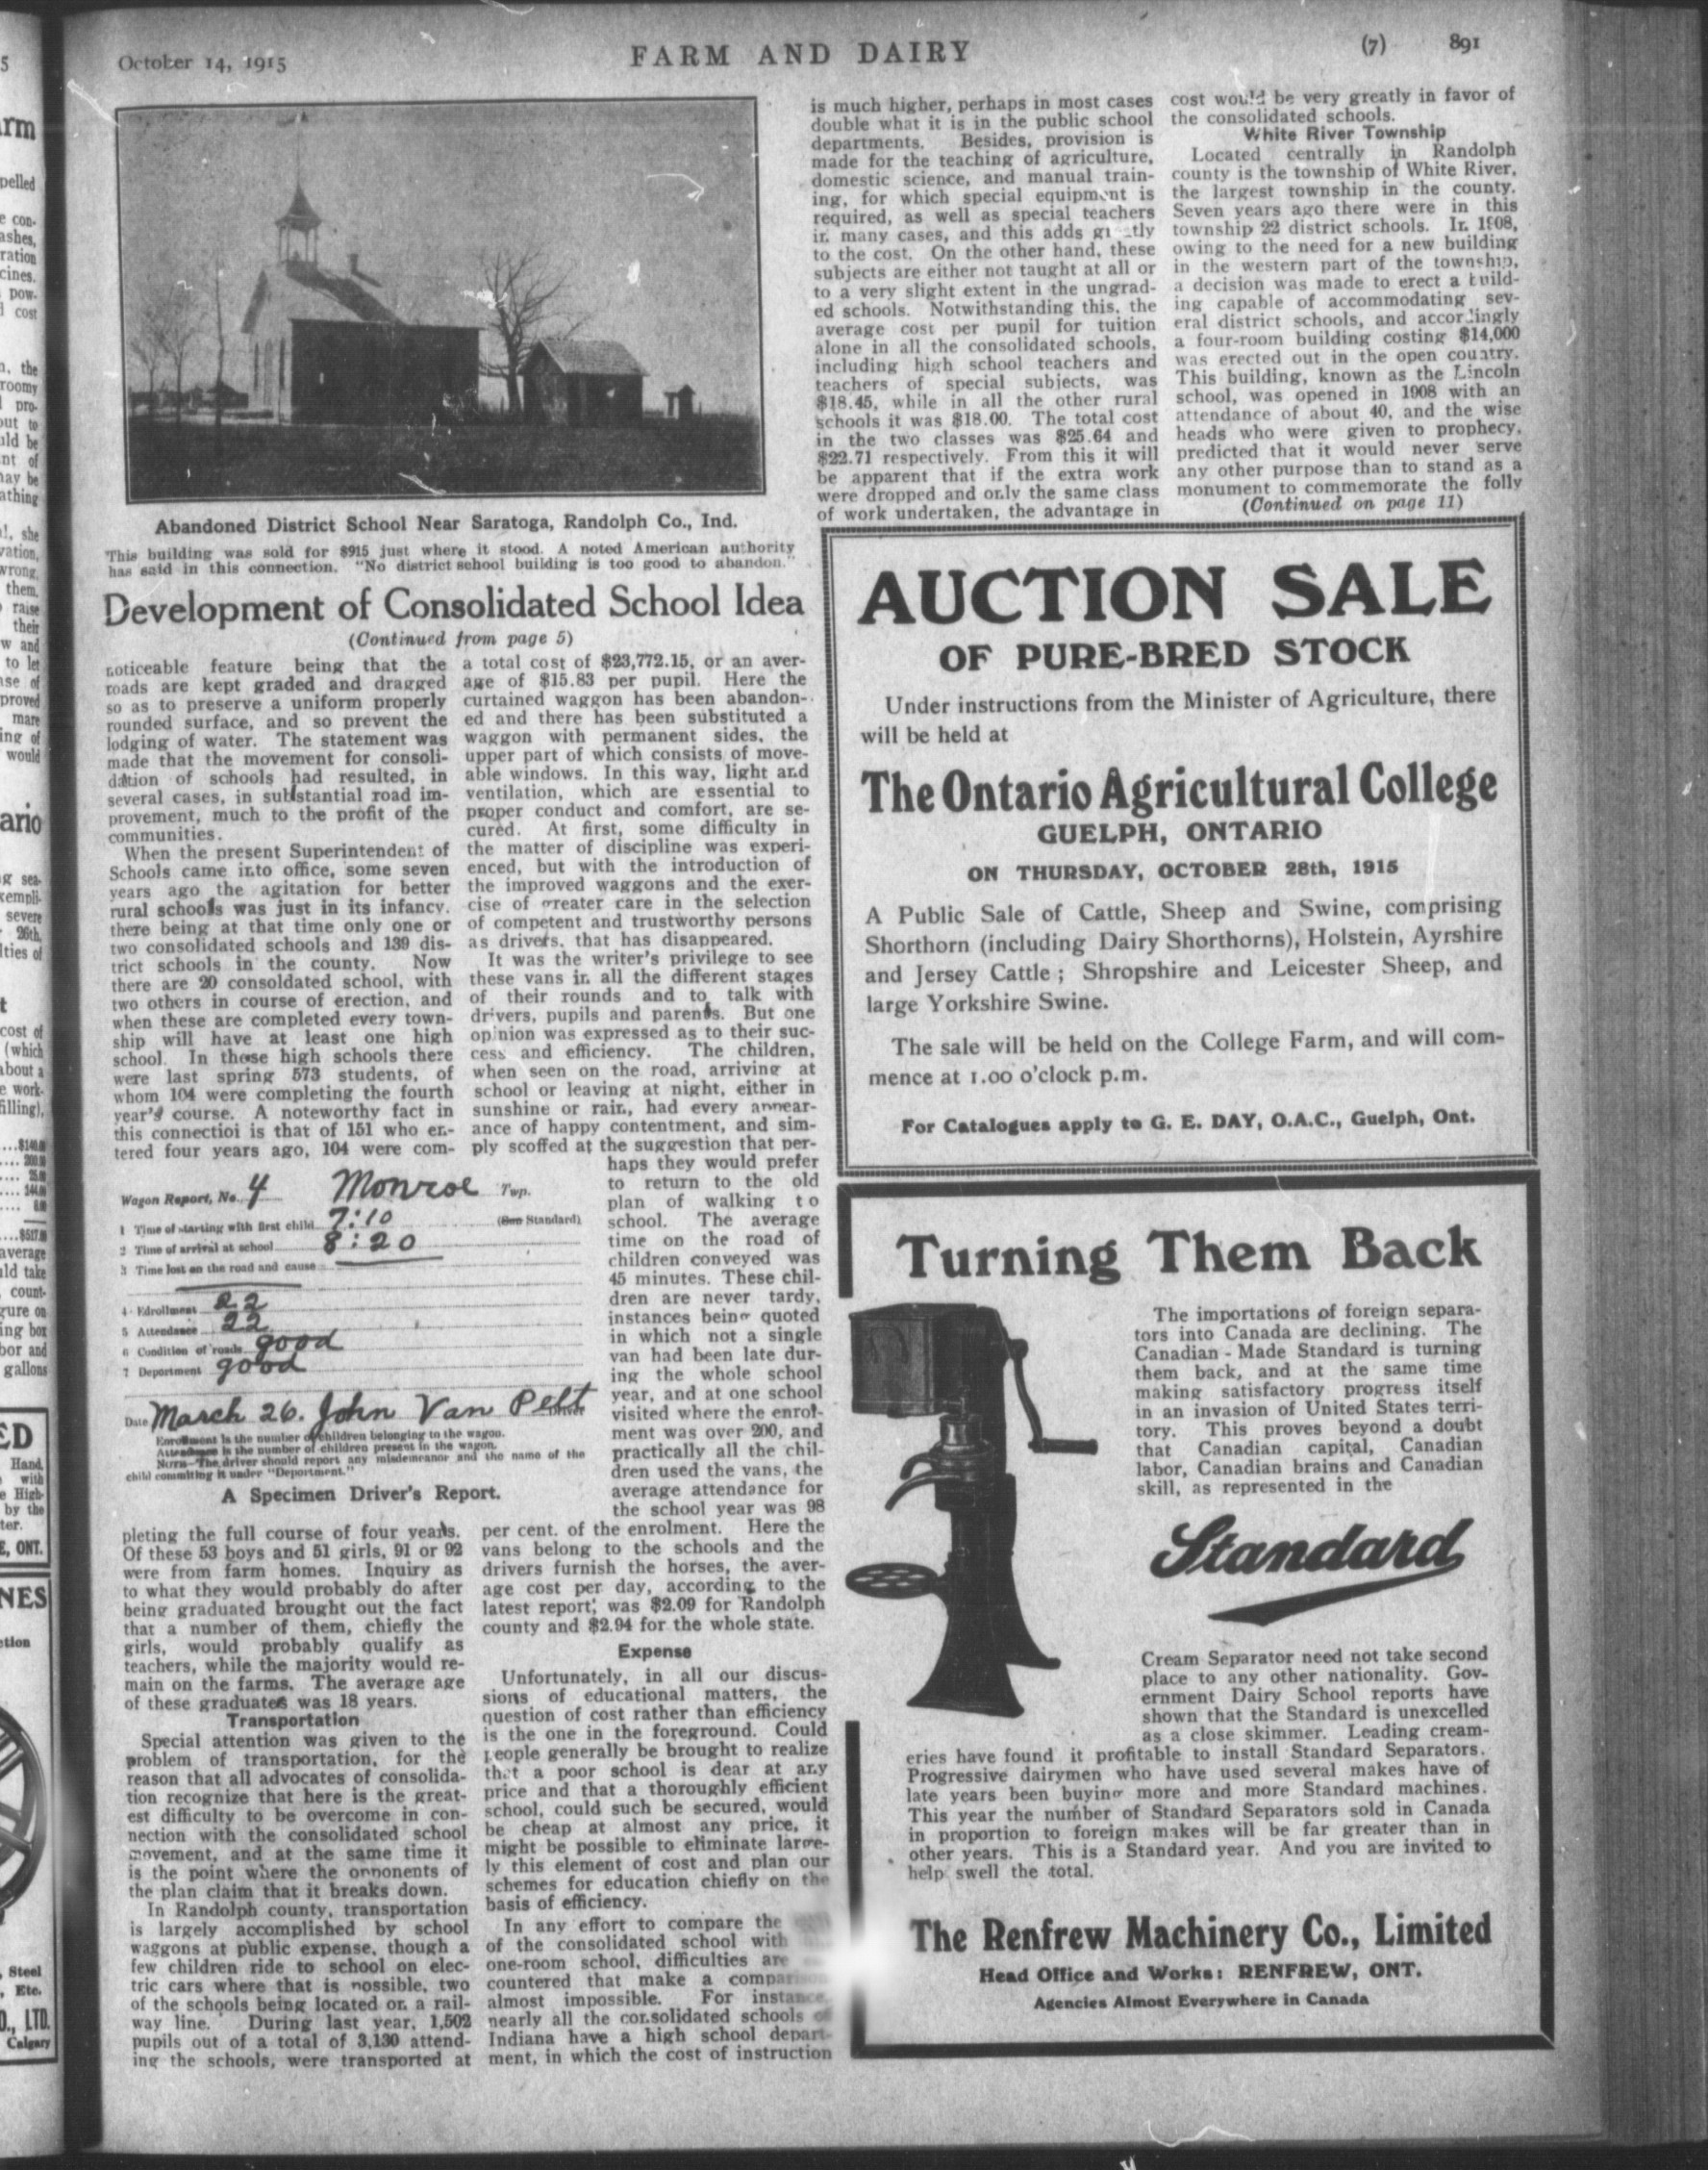 October 14, 1915
FARM AND DAIRY
(7) 891
Abandoned District School Near Saratoga, Randolph Co., Ind.
This building was sold for $915 just where it stood. A noted American authority
has said in this connection, "No district school building is too good to abandon."
Development of Consolidated School Idea
(Continued from page 5)
noticeable feature being that the
roads are kept graded and dragged
so as to preserve a uniform properly
rounded surface, and so prevent the
lodging of water. The statement was
made that the movement for consoli-
dation of schools had resulted, in
several cases, in substantial road im-
provement, much to the profit of the
communities.
When the present Superintendent of
Schools came into office, some seven
years ago the agitation for better
rural schools was just in its infancy,
there being at that time only one or
two consolidated schools and 139 dis-
trict schools in the county. Now
there are 20 consoldated school, with
two others in course of erection, and
when these are completed every town-
ship will have at least one high
school. In these high schools there
were last spring 573 students, of
whom 104 were completing the fourth
year's course. A noteworthy fact in
this connectioi is that of 151 who en-
tered four years ago, 104 were com-
Wagon Report, No. 4 Monroe Twp.
1 Time of starting with first child 7:10 (Sun Standard)
2 Time of arrival at school 8:20
3 Time lost on the road and cause
4 Edrollment 22
5 Attendance 22
6 Condition of roads good
7 Deportment good
Date March 26. John Van Pelt Driver
Enrollment is the number of children belonging to the wagon.
Attendance is the number of children present in the wagon.
NOTE—The driver should report any misdemeanor and the name of the
child commiting it under "Deportment."
A Specimen Driver's Report.
pleting the full course of four years.
Of these 53 boys and 51 girls, 91 or 92
were from farm homes. Inquiry as
to what they would probably do after
being graduated brought out the fact
that a number of them, chiefly the
girls, would probably qualify as
teachers, while the majority would re-
main on the farms. The average age
of these graduates was 18 years.
Transportation
Special attention was given to the
problem of transportation, for the
reason that all advocates of consolida-
tion recognize that here is the great-
est difficulty to be overcome in con-
nection with the consolidated school
movement, and at the same time it
is the point where the opponents of
the plan claim that it breaks down.
In Randolph county, transportation
is largely accomplished by school
waggons at public expense, though a
few children ride to school on elec-
tric cars where that is possible, two
of the schools being located on a rail-
way line. During last year, 1,502
pupils out of a total of 3,130 attend-
ing the schools, were transported at
a total cost of $23,772.15, or an aver-
age of $15.83 per pupil. Here the
curtained waggon has been abandon-
ed and there has been substituted a
waggon with permanent sides, the
upper part of which consists of move-
able windows. In this way, light and
ventilation, which are essential to
proper conduct and comfort, are se-
cured. At first, some difficulty in
the matter of discipline was experi-
enced, but with the introduction of
the improved waggons and the exer-
cise of greater care in the selection
of competent and trustworthy persons
as drivers, that has disappeared.
It was the writer's privilege to see
these vans in all the different stages
of their rounds and to talk with
drivers, pupils and parents. But one
opinion was expressed as to their suc-
cess and efficiency. The children,
when seen on the road, arriving at
school or leaving at night, either in
sunshine or rain, had every appear-
ance of happy contentment, and sim-
ply scoffed at the suggestion that per-
haps they would prefer
to return to the old
plan of walking to
school. The average
time on the road of
children conveyed was
45 minutes. These chil-
dren are never tardy,
instances being quoted
in which not a single
van had been late dur-
ing the whole school
year, and at one school
visited where the enrol-
ment was over 200, and
practically all the chil-
dren used the vans, the
average attendance for
the school year was 98
per cent. of the enrolment. Here the
vans belong to the schools and the
drivers furnish the horses, the aver-
age cost per day, according to the
latest report, was $2.09 for Randolph
county and $2.94 for the whole state.
Expense
Unfortunately, in all our discus-
sions of educational matters, the
question of cost rather than efficiency
is the one in the foreground. Could
people generally be brought to realize
that a poor school is dear at any
price and that a thoroughly efficient
school, could such be secured, would
be cheap at almost any price, it
might be possible to eliminate large-
ly this element of cost and plan our
schemes for education chiefly on the
basis of efficiency.
In any effort to compare the
of the consolidated school with
one-room school, difficulties are
countered that make a comparison
almost impossible. For instance,
nearly all the consolidated schools of
Indiana have a high school depart-
ment, in which the cost of instruction
is much higher, perhaps in most cases
double what it is in the public school
departments. Besides, provision is
made for the teaching of agriculture,
domestic science, and manual train-
ing, for which special equipment is
required, as well as special teachers
in many cases, and this adds greatly
to the cost. On the other hand, these
subjects are either not taught at all or
to a very slight extent in the ungrad-
ed schools. Notwithstanding this, the
average cost per pupil for tuition
alone in all the consolidated schools,
including high school teachers and
teachers of special subjects, was
$18.45, while in all the other rural
schools it was $18.00. The total cost
in the two classes was $25.64 and
$22.71 respectively. From this it will
be apparent that if the extra work
were dropped and only the same class
of work undertaken, the advantage in
cost would be very greatly in favor of
the consolidated schools.
White River Township
Located centrally in Randolph
county is the township of White River,
the largest township in the county.
Seven years ago there were in this
township 22 district schools. In 1908,
owing to the need for a new building
in the western part of the township,
a decision was made to erect a build-
ing capable of accommodating sev-
eral district schools, and accordingly
a four-room building costing $14,000
was erected out in the open country.
This building, known as the Lincoln
school, was opened in 1908 with an
attendance of about 40, and the wise
heads who were given to prophecy,
predicted that it would never serve
any other purpose than to stand as a
monument to commemorate the folly
(Continued on page 11)
AUCTION SALE
OF PURE-BRED STOCK
Under instructions from the Minister of Agriculture, there
will be held at
The Ontario Agricultural College
GUELPH, ONTARIO
ON THURSDAY, OCTOBER 28th, 1915
A Public Sale of Cattle, Sheep and Swine, comprising
Shorthorn (including Dairy Shorthorns), Holstein, Ayrshire
and Jersey Cattle; Shropshire and Leicester Sheep, and
large Yorkshire Swine.
The sale will be held on the College Farm, and will com-
mence at 1.00 o'clock p.m.
For Catalogues apply to G. E. DAY, O.A.C., Guelph, Ont.
Turning Them Back
The importations of foreign separa-
tors into Canada are declining. The
Canadian-Made Standard is turning
them back, and at the same time
making satisfactory progress itself
in an invasion of United States terri-
tory. This proves beyond a doubt
that Canadian capital, Canadian
labor, Canadian brains and Canadian
skill, as represented in the
Standard
Cream Separator need not take second
place to any other nationality. Gov-
ernment Dairy School reports have
shown that the Standard is unexcelled
as a close skimmer. Leading cream-
eries have found it profitable to install Standard Separators.
Progressive dairymen who have used several makes have of
late years been buying more and more Standard machines.
This year the number of Standard Separators sold in Canada
in proportion to foreign makes will be far greater than in
other years. This is a Standard year. And you are invited to
help swell the total.
The Renfrew Machinery Co., Limited
Head Office and Works: RENFREW, ONT.
Agencies Almost Everywhere in Canada